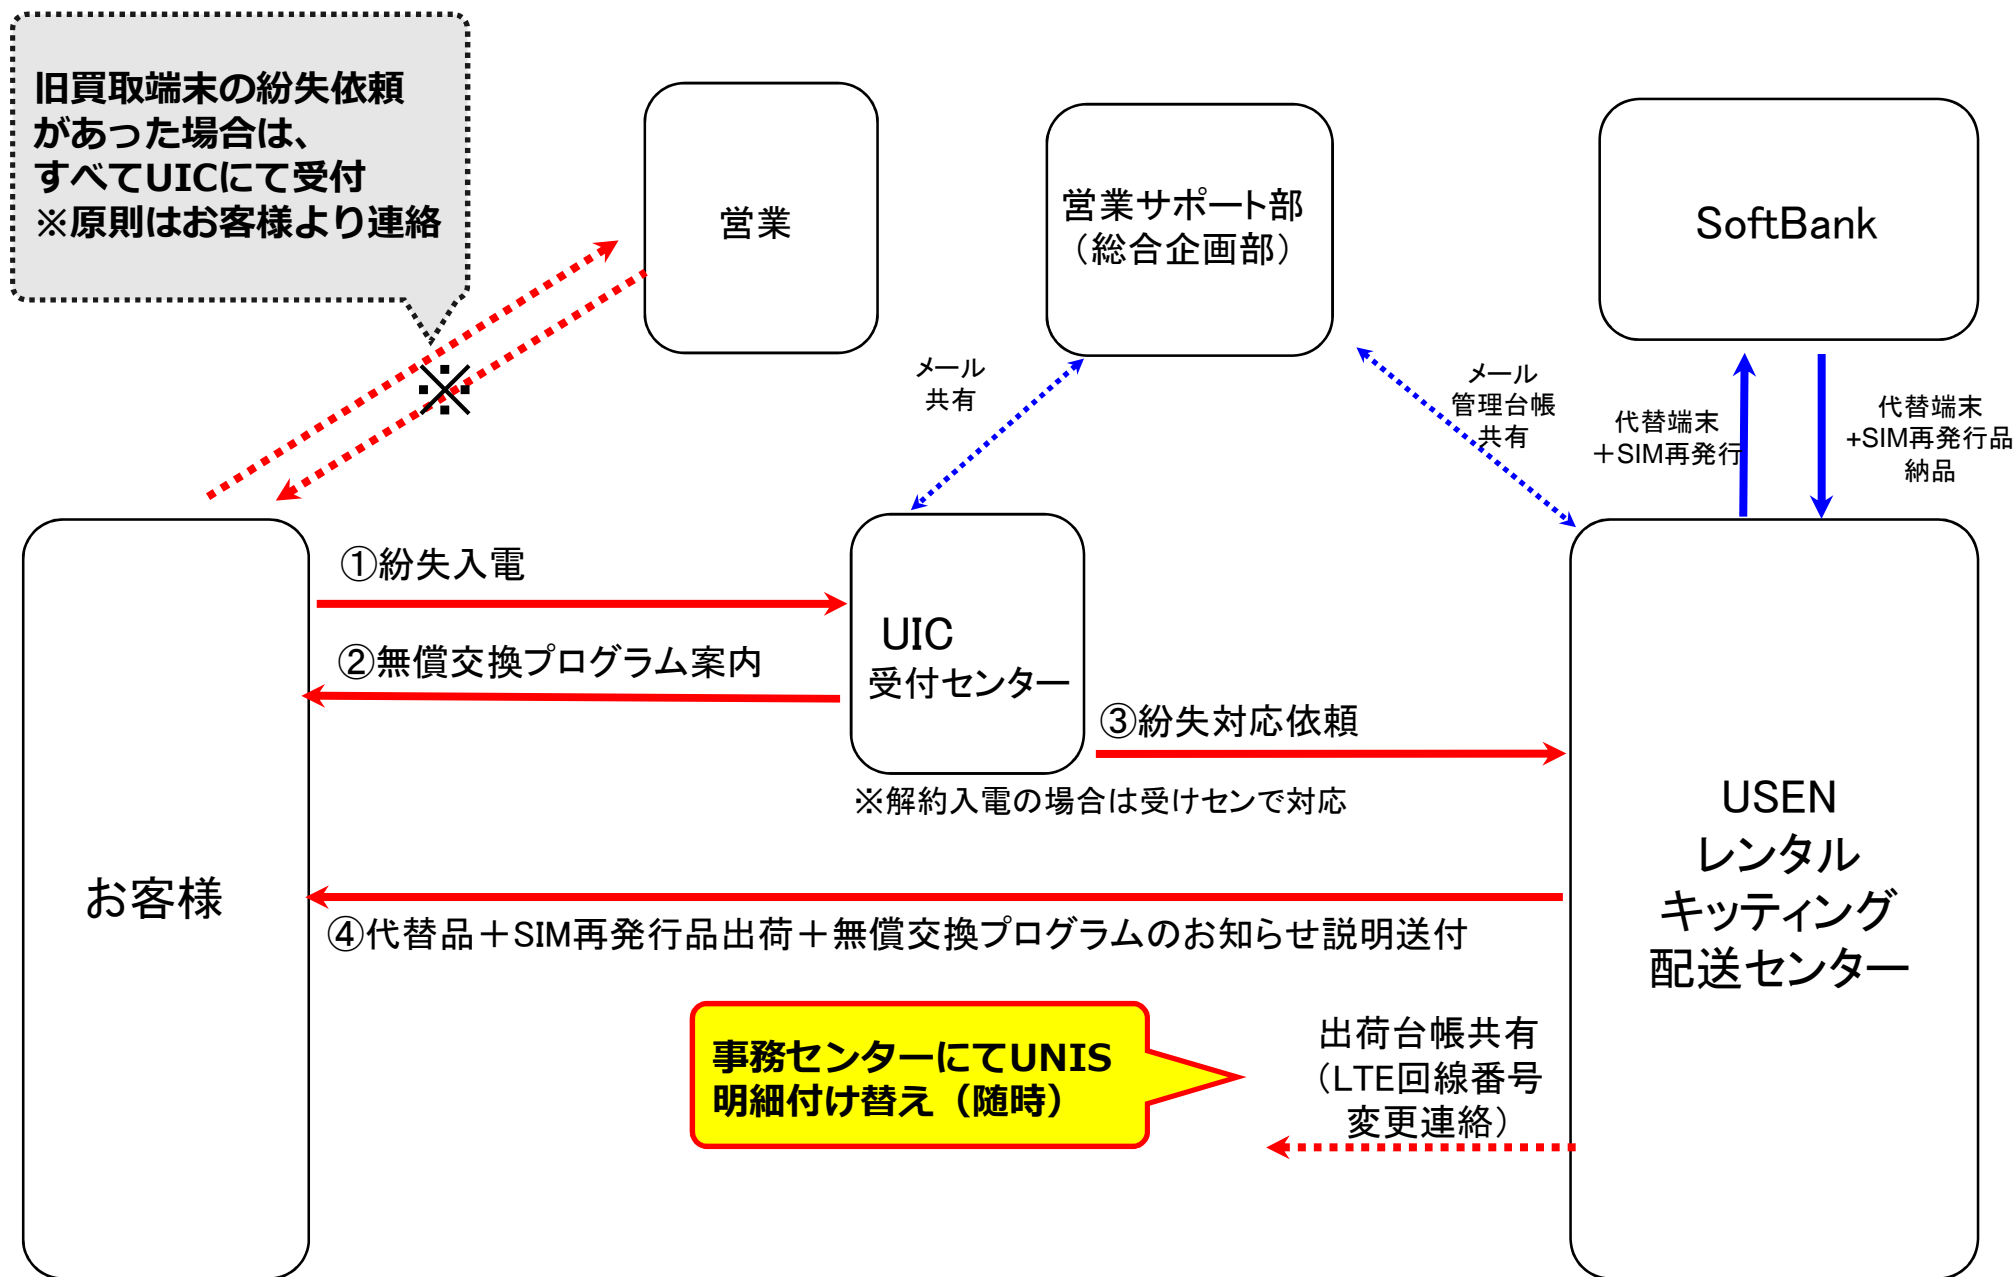 旧買取端末の紛失依頼
があった場合は、
すべてUICにて受付
※原則はお客様より連絡
営業
営業サポート部
（総合企画部）
SoftBank
※
メール
共有
メール
管理台帳
共有
代替端末
＋SIM再発行
代替端末
+SIM再発行品
納品
①紛失入電
②無償交換プログラム案内
UIC
受付センター
③紛失対応依頼
※解約入電の場合は受けセンで対応
お客様
USEN
レンタル
キッティング
配送センター
④代替品＋SIM再発行品出荷＋無償交換プログラムのお知らせ説明送付
事務センターにてUNIS
明細付け替え（随時）
出荷台帳共有
（LTE回線番号
変更連絡）